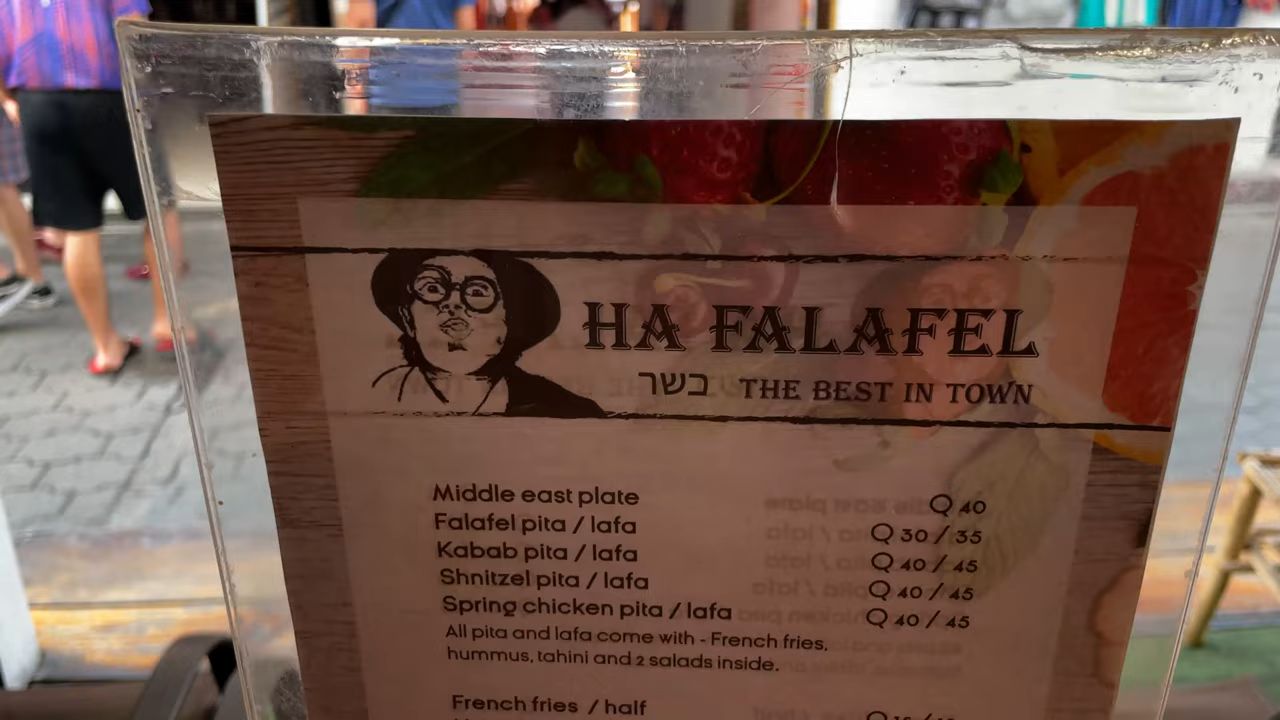 HA FALAFEL
כשר THE BEST IN TOWN
Middle east plate Q 40
Falafel pita / lafa Q 30 / 35
Kabab pita / lafa Q 40 / 45
Shnitzel pita / lafa Q 40 / 45
Spring chicken pita / lafa Q 40 / 45
All pita and lafa come with - French fries,
hummus, tahini and 2 salads inside.
French fries / half